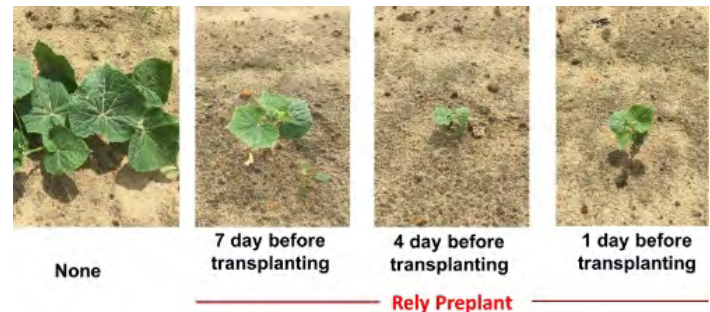 None
7 day before
transplanting
4 day before
transplanting
1 day before
transplanting
Rely Preplant